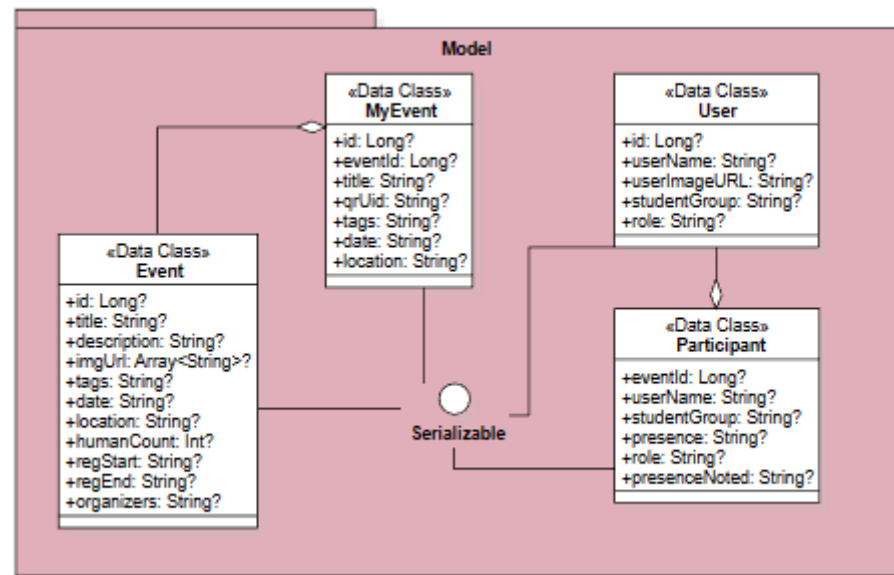 Model
«Data Class»
MyEvent
+id: Long?
+eventId: Long?
+title: String?
+qrUid: String?
+tags: String?
+date: String?
+location: String?
«Data Class»
User
+id: Long?
+userName: String?
+userImageURL: String?
+studentGroup: String?
+role: String?
«Data Class»
Event
+id: Long?
+title: String?
+description: String?
+imgUrl: Array<String>?
+tags: String?
+date: String?
+location: String?
+humanCount: Int?
+regStart: String?
+regEnd: String?
+organizers: String?
Serializable
«Data Class»
Participant
+eventId: Long?
+userName: String?
+studentGroup: String?
+presence: String?
+role: String?
+presenceNoted: String?